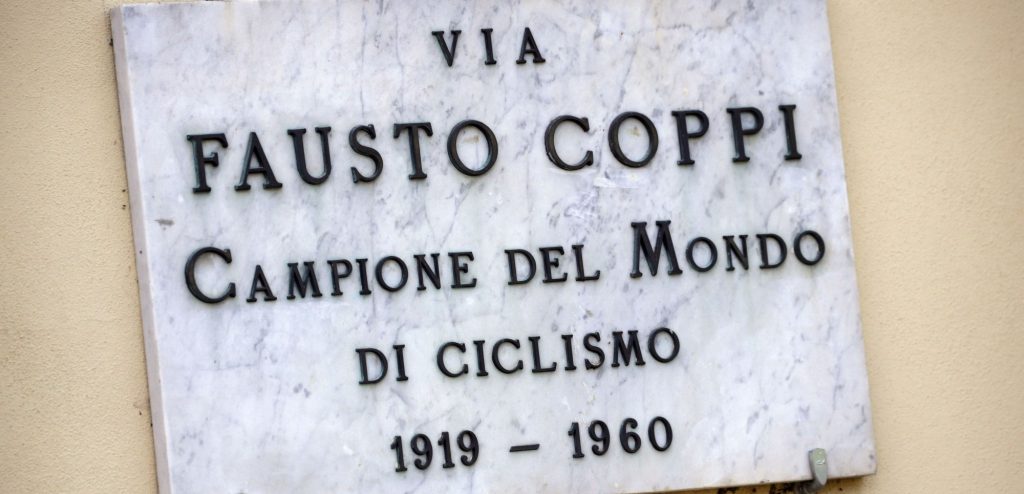 VIA
FAUSTO COPPI
CAMPIONE DEL MONDO
DI CICLISMO
1919 – 1960